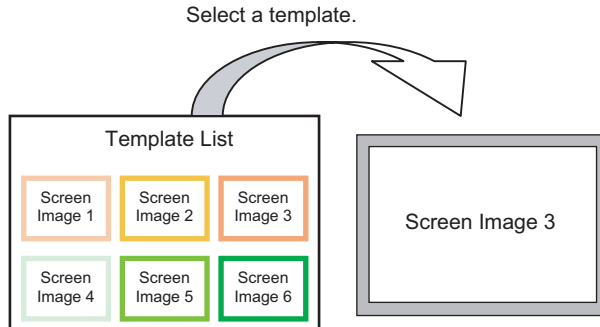 Select a template.
Template List
Screen
Image 1
Screen
Image 2
Screen
Image 3
Screen
Image 4
Screen
Image 5
Screen
Image 6
Screen Image 3